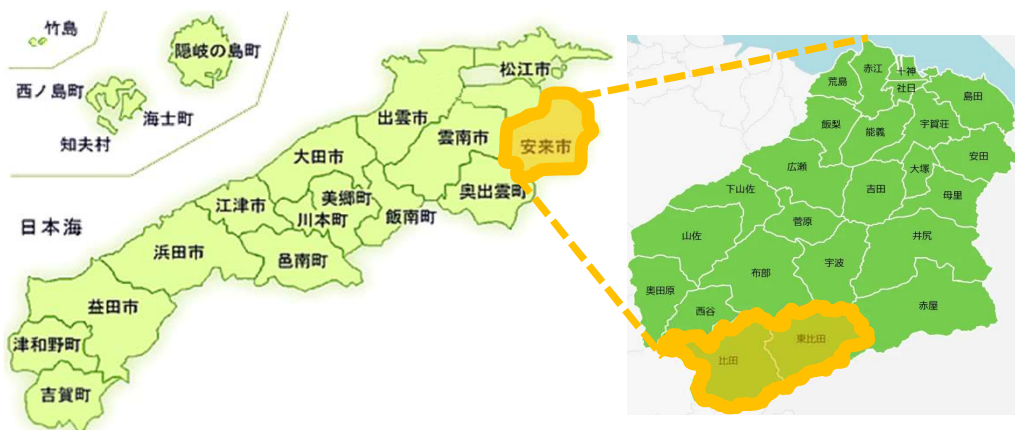 竹島
隠岐の島町
西ノ島町
海士町
知夫村
松江市
出雲市
雲南市
安来市
大田市
奥出雲町
美郷町
江津市
川本町
飯南町
日本海
浜田市
邑南町
益田市
津和野町
吉賀町
荒島
赤江
十神
社日
島田
飯梨
能義
宇賀荘
安田
広瀬
大塚
下山佐
吉田
母里
菅原
山佐
井尻
布部
宇波
奥田原
西谷
赤屋
東比田
比田